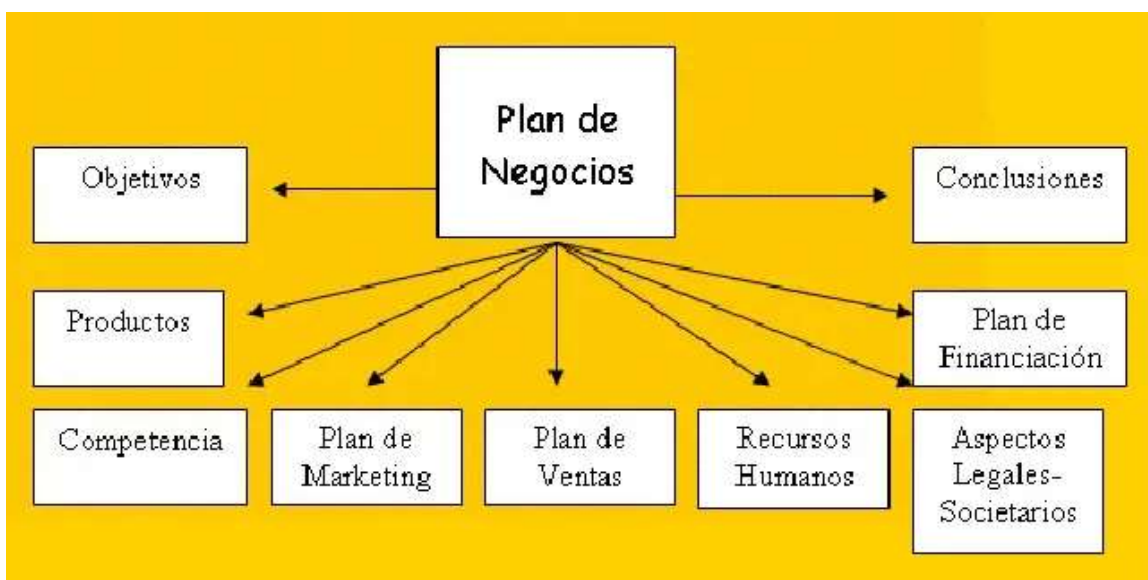 Plan de
Negocios
Objetivos
Conclusiones
Productos
Plan de
Financiación
Competencia
Plan de
Marketing
Plan de
Ventas
Recursos
Humanos
Aspectos
Legales-
Societarios